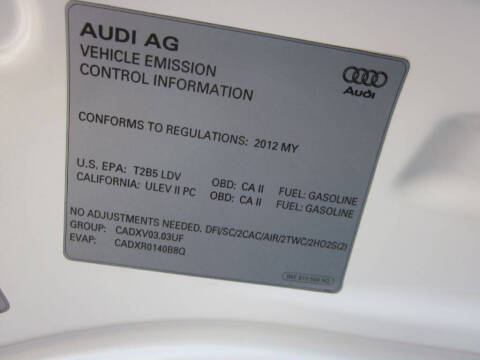 AUDI AG
VEHICLE EMISSION
CONTROL INFORMATION
Audi
CONFORMS TO REGULATIONS: 2012 MY
U.S. EPA: T2B5 LDV OBD: CA II FUEL: GASOLINE
CALIFORNIA: ULEV II PC OBD: CA II FUEL: GASOLINE
NO ADJUSTMENTS NEEDED. DFI/SC/2CAC/AIR/2TWC/2HO2S(2)
GROUP: CADXV03.03UF
EVAP: CADXR0140B8Q